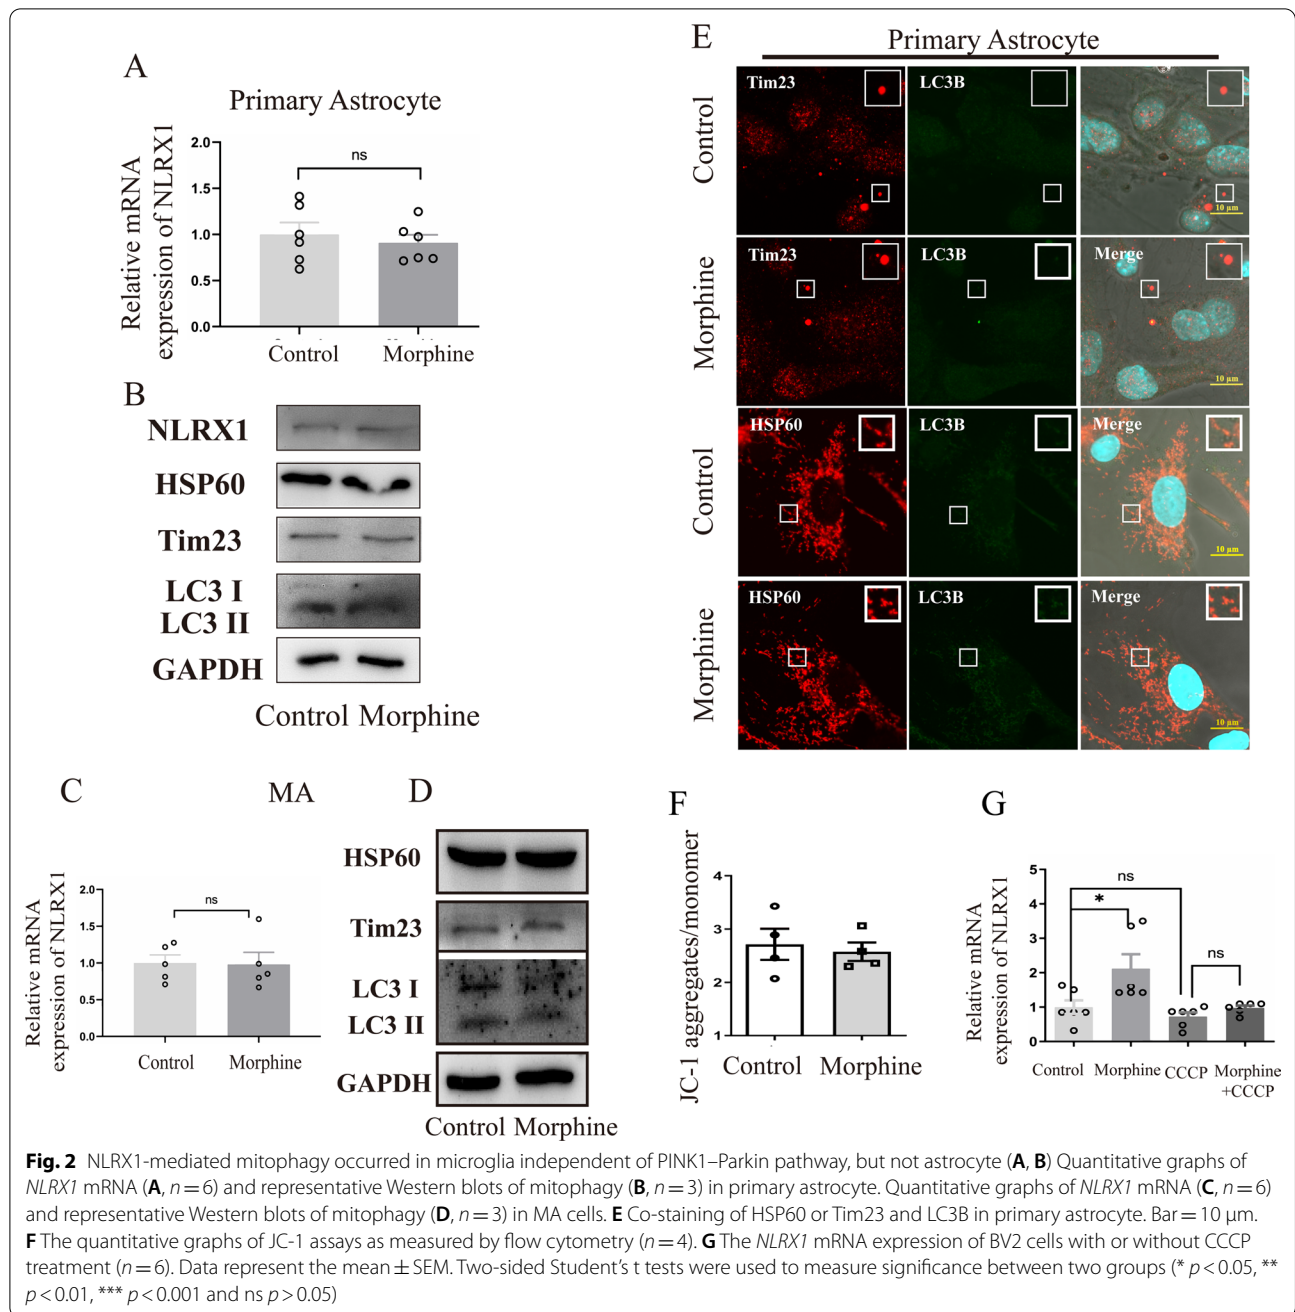 A
Primary Astrocyte
Relative mRNA
expression of NLRX1
2.0
1.5
1.0
0.5
0.0
ns
Control
Morphine
B
NLRX1
HSP60
Tim23
LC3 I
LC3 II
GAPDH
Control Morphine
C
MA
Relative mRNA
expression of NLRX1
2.0
1.5
1.0
0.5
0.0
ns
Control
Morphine
D
HSP60
Tim23
LC3 I
LC3 II
GAPDH
Control Morphine
E
Primary Astrocyte
Control
Tim23
LC3B
10 μm
Morphine
Tim23
LC3B
Merge
10 μm
Control
HSP60
LC3B
Merge
10 μm
Morphine
HSP60
LC3B
Merge
10 μm
F
JC-1 aggregates/monomer
4
3
2
1
Control
Morphine
G
Relative mRNA
expression of NLRX1
5
4
3
2
1
0
ns
*
ns
Control
Morphine
CCCP
Morphine
+CCCP
Fig. 2 NLRX1-mediated mitophagy occurred in microglia independent of PINK1–Parkin pathway, but not astrocyte (A, B) Quantitative graphs of
NLRX1 mRNA (A, n = 6) and representative Western blots of mitophagy (B, n = 3) in primary astrocyte. Quantitative graphs of NLRX1 mRNA (C, n = 6)
and representative Western blots of mitophagy (D, n = 3) in MA cells. E Co-staining of HSP60 or Tim23 and LC3B in primary astrocyte. Bar = 10 μm.
F The quantitative graphs of JC-1 assays as measured by flow cytometry (n = 4). G The NLRX1 mRNA expression of BV2 cells with or without CCCP
treatment (n = 6). Data represent the mean ± SEM. Two-sided Student's t tests were used to measure significance between two groups (* p < 0.05, **
p < 0.01, *** p < 0.001 and ns p > 0.05)